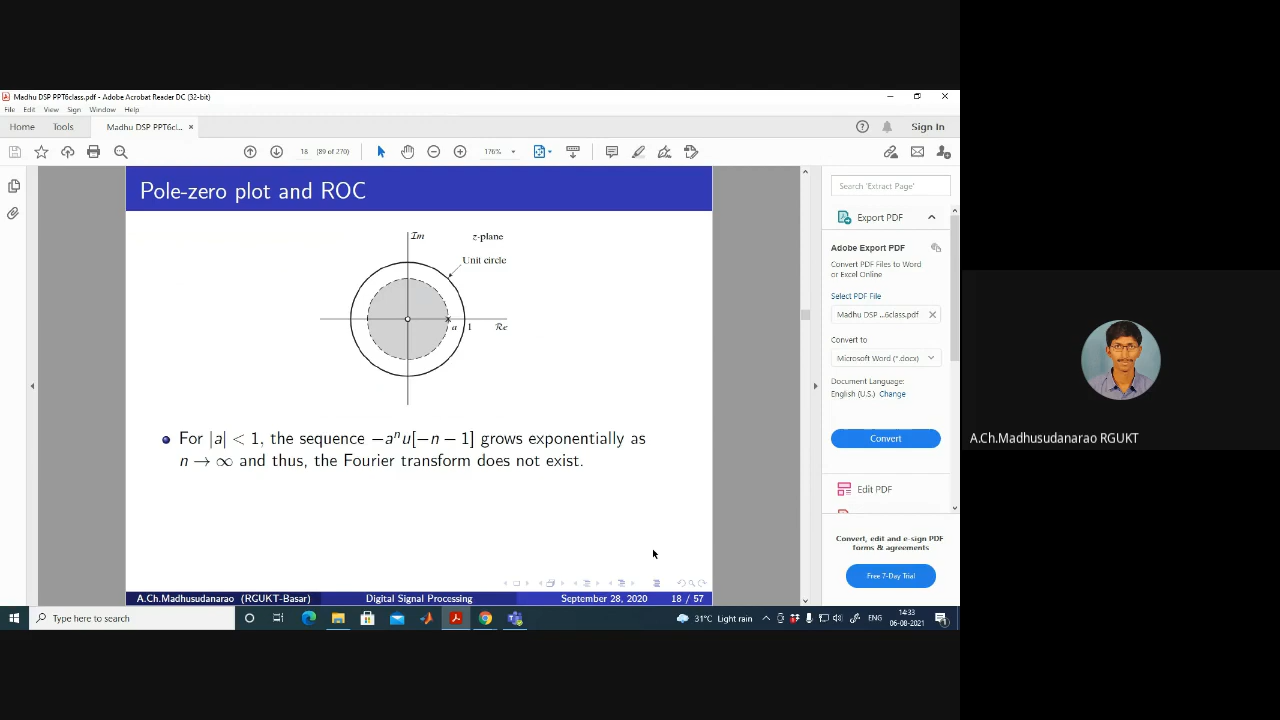 Madhu DSP PPT6class.pdf - Adobe Acrobat Reader DC (32-bit)
File Edit View Sign Window Help
Home Tools Madhu DSP PPT6cl... × Sign In
18 (89 of 270) 176%
Pole-zero plot and ROC
Im z-plane
Unit circle
a 1 Re
For |a| < 1, the sequence −aⁿu[−n − 1] grows exponentially as
n → ∞ and thus, the Fourier transform does not exist.
A.Ch.Madhusudanarao (RGUKT-Basar) Digital Signal Processing September 28, 2020 18 / 57
Search 'Extract Page'
Export PDF
Adobe Export PDF
Convert PDF Files to Word
or Excel Online
Select PDF File
Madhu DSP ...6class.pdf
Convert to
Microsoft Word (*.docx)
Document Language:
English (U.S.) Change
Convert
Edit PDF
Convert, edit and e-sign PDF
forms & agreements
Free 7-Day Trial
Type here to search
31°C Light rain ENG 14:33
06-08-2021
A.Ch.Madhusudanarao RGUKT